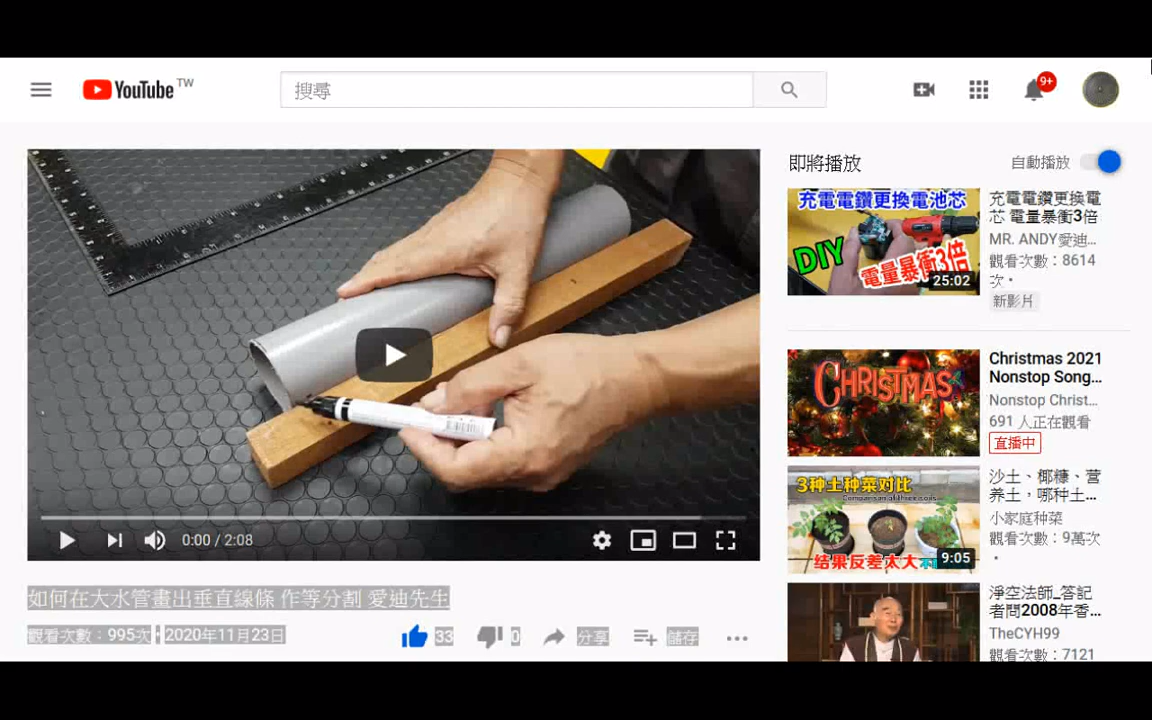 YouTube TW
搜尋
9+
0:00 / 2:08
如何在大水管畫出垂直線條 作等分割 愛迪先生
觀看次數：995次 • 2020年11月23日
33
0
分享
儲存
即將播放
自動播放
充電電鑽更換電池芯
DIY
電量暴衝3倍
25:02
充電電鑽更換電
芯 電量暴衝3倍
MR. ANDY愛迪...
觀看次數：8614
次 •
新影片
CHRISTMAS
Christmas 2021
Nonstop Song...
Nonstop Christ...
691 人正在觀看
直播中
3种土种菜对比
结果反差太大
9:05
沙土、椰糠、营
养土，哪种土...
小家庭种菜
觀看次數：9萬次
•
淨空法師_答記
者問2008年香...
TheCYH99
觀看次數：7121